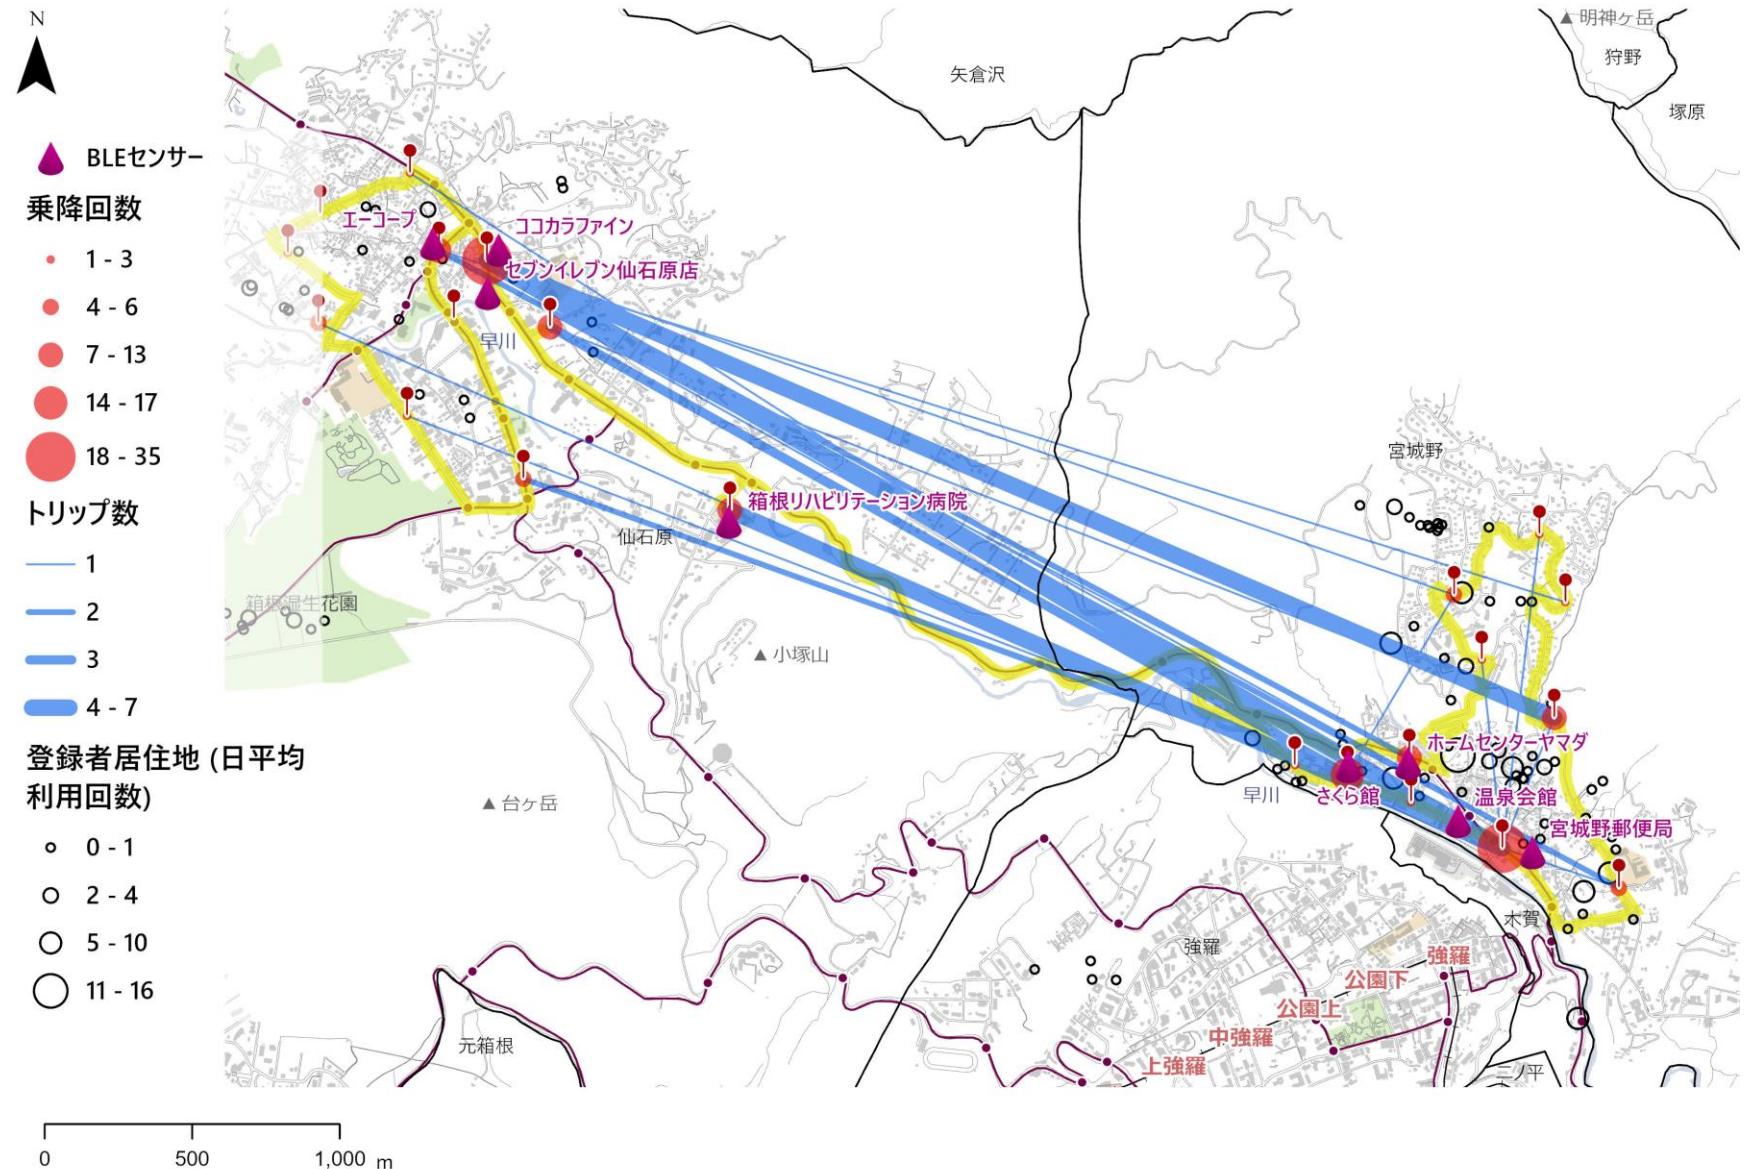 N
BLEセンサー
乗降回数
1 - 3
4 - 6
7 - 13
14 - 17
18 - 35
トリップ数
1
2
3
4 - 7
登録者居住地 (日平均
利用回数)
0 - 1
2 - 4
5 - 10
11 - 16
0
500
1,000 m
▲ 明神ヶ岳
狩野
矢倉沢
塚原
エーコープ
ココカラファイン
セブンイレブン仙石原店
早川
宮城野
箱根リハビリテーション病院
仙石原
箱根湿生花園
▲ 小塚山
ホームセンターヤマダ
さくら館
温泉会館
早川
▲ 台ヶ岳
宮城野郵便局
木賀
強羅
強羅
公園下
公園上
中強羅
上強羅
元箱根
二ノ平